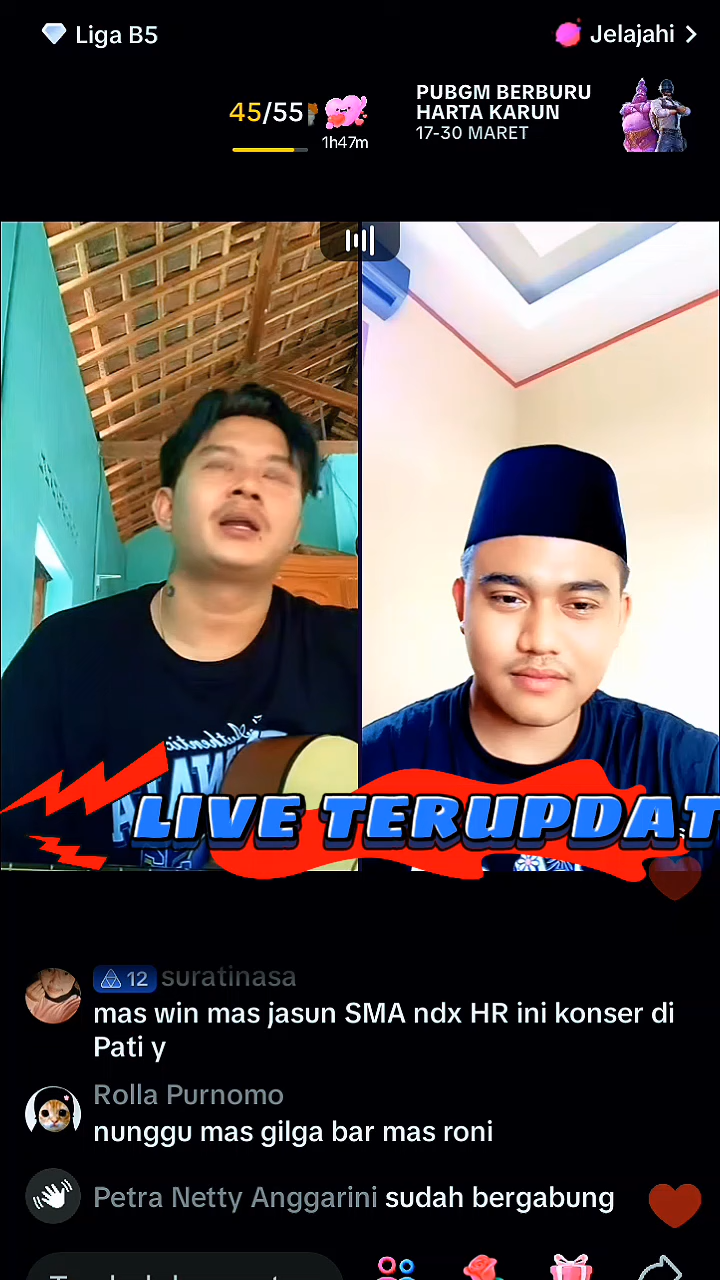 Liga B5
Jelajahi
45/55
1h47m
PUBGM BERBURU
HARTA KARUN
17-30 MARET
Authentic
LIVE TERUPDAT
12 suratinasa
mas win mas jasun SMA ndx HR ini konser di
Pati y
Rolla Purnomo
nunggu mas gilga bar mas roni
Petra Netty Anggarini sudah bergabung